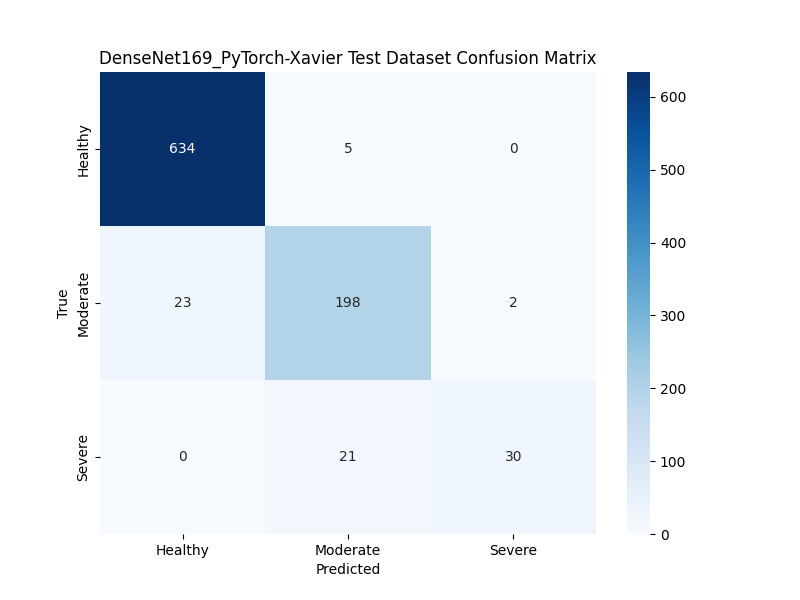 DenseNet169_PyTorch-Xavier Test Dataset Confusion Matrix
True
Healthy
634 5 0
Moderate
23 198 2
Severe
0 21 30
Healthy Moderate Severe
Predicted
600
500
400
300
200
100
0